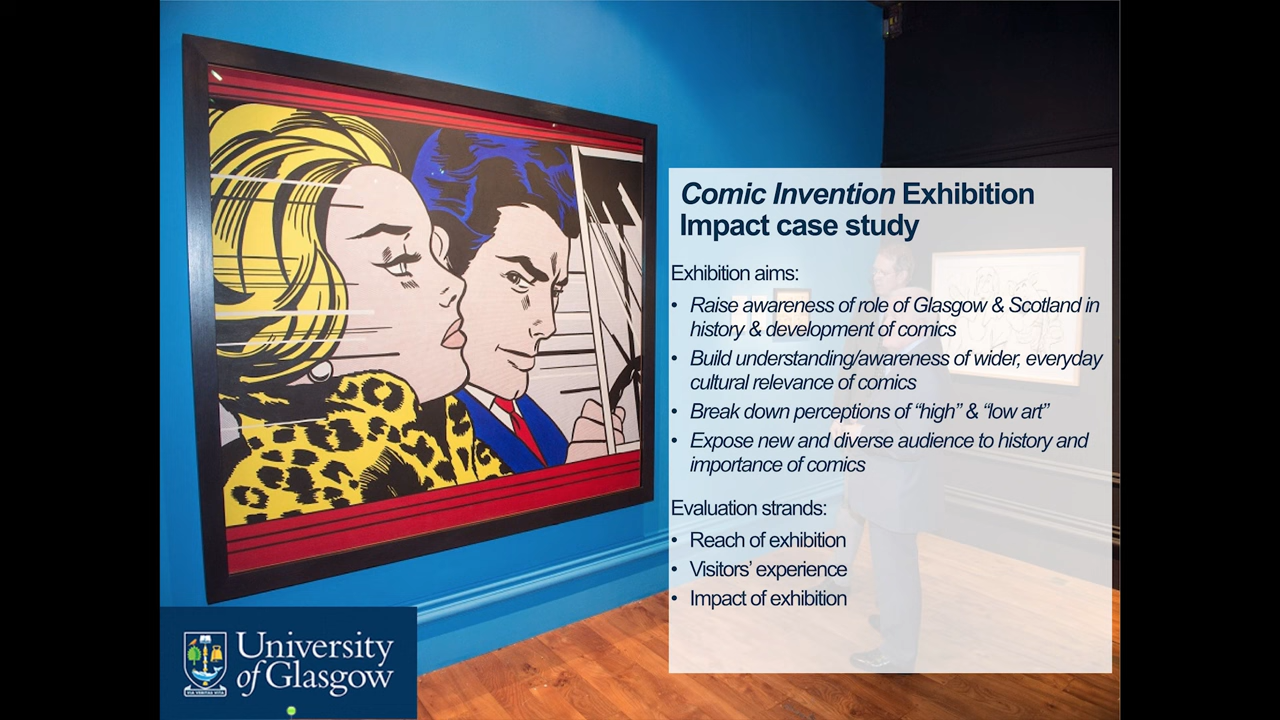 Comic Invention Exhibition
Impact case study
Exhibition aims:
• Raise awareness of role of Glasgow & Scotland in
history & development of comics
• Build understanding/awareness of wider, everyday
cultural relevance of comics
• Break down perceptions of “high” & “low art”
• Expose new and diverse audience to history and
importance of comics
Evaluation strands:
• Reach of exhibition
• Visitors’ experience
• Impact of exhibition
University
of Glasgow
VIA VERITAS VITA